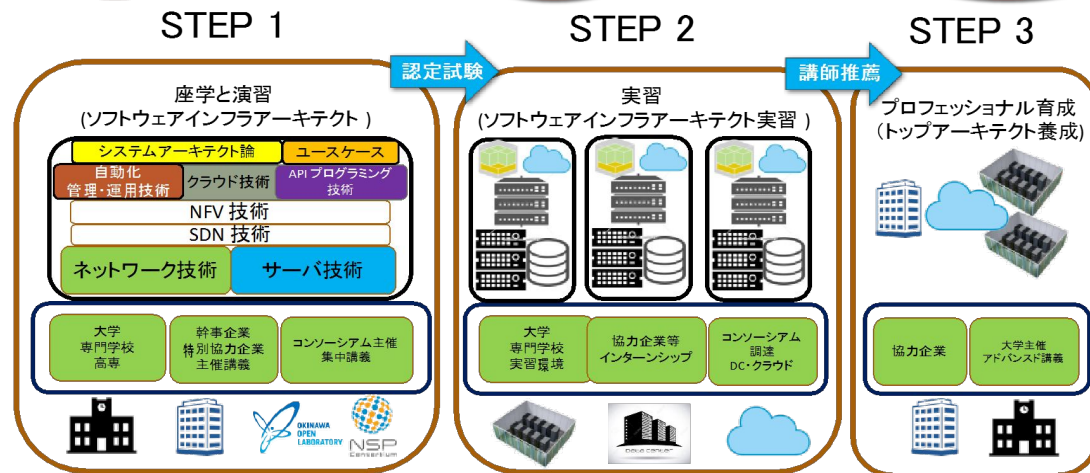 STEP 1
認定試験
STEP 2
講師推薦
STEP 3
座学と演習
(ソフトウェアインフラアーキテクト )
システムアーキテクト論
ユースケース
自動化
管理・運用技術
クラウド技術
API プログラミング
技術
NFV 技術
SDN 技術
ネットワーク技術
サーバ技術
大学
専門学校
高専
幹事企業
特別協力企業
主催講義
コンソーシアム主催
集中講義
OKINAWA
OPEN
LABORATORY
NSP
Consortium
実習
(ソフトウェアインフラアーキテクト実習 )
大学
専門学校
実習環境
協力企業等
インターンシップ
コンソーシアム
調達
DC・クラウド
DATA CENTER
プロフェッショナル育成
(トップアーキテクト養成)
協力企業
大学主催
アドバンスド講義